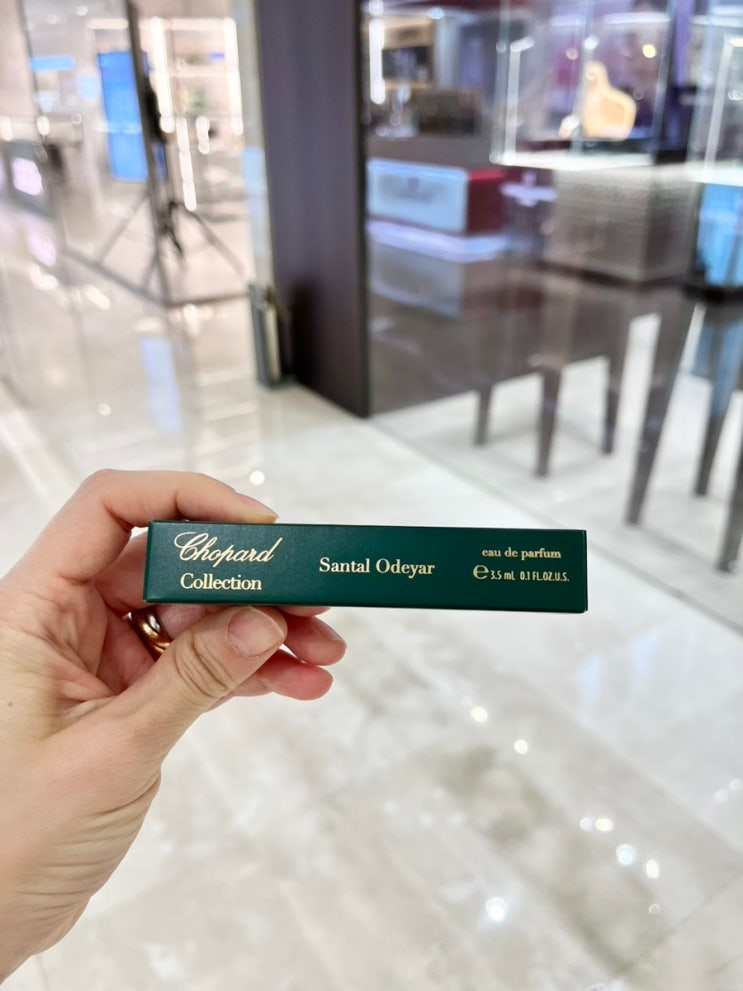 Chopard
Collection
Santal Odeyar
eau de parfum
℮ 3.5 mL 0.1 FL.OZ.U.S.